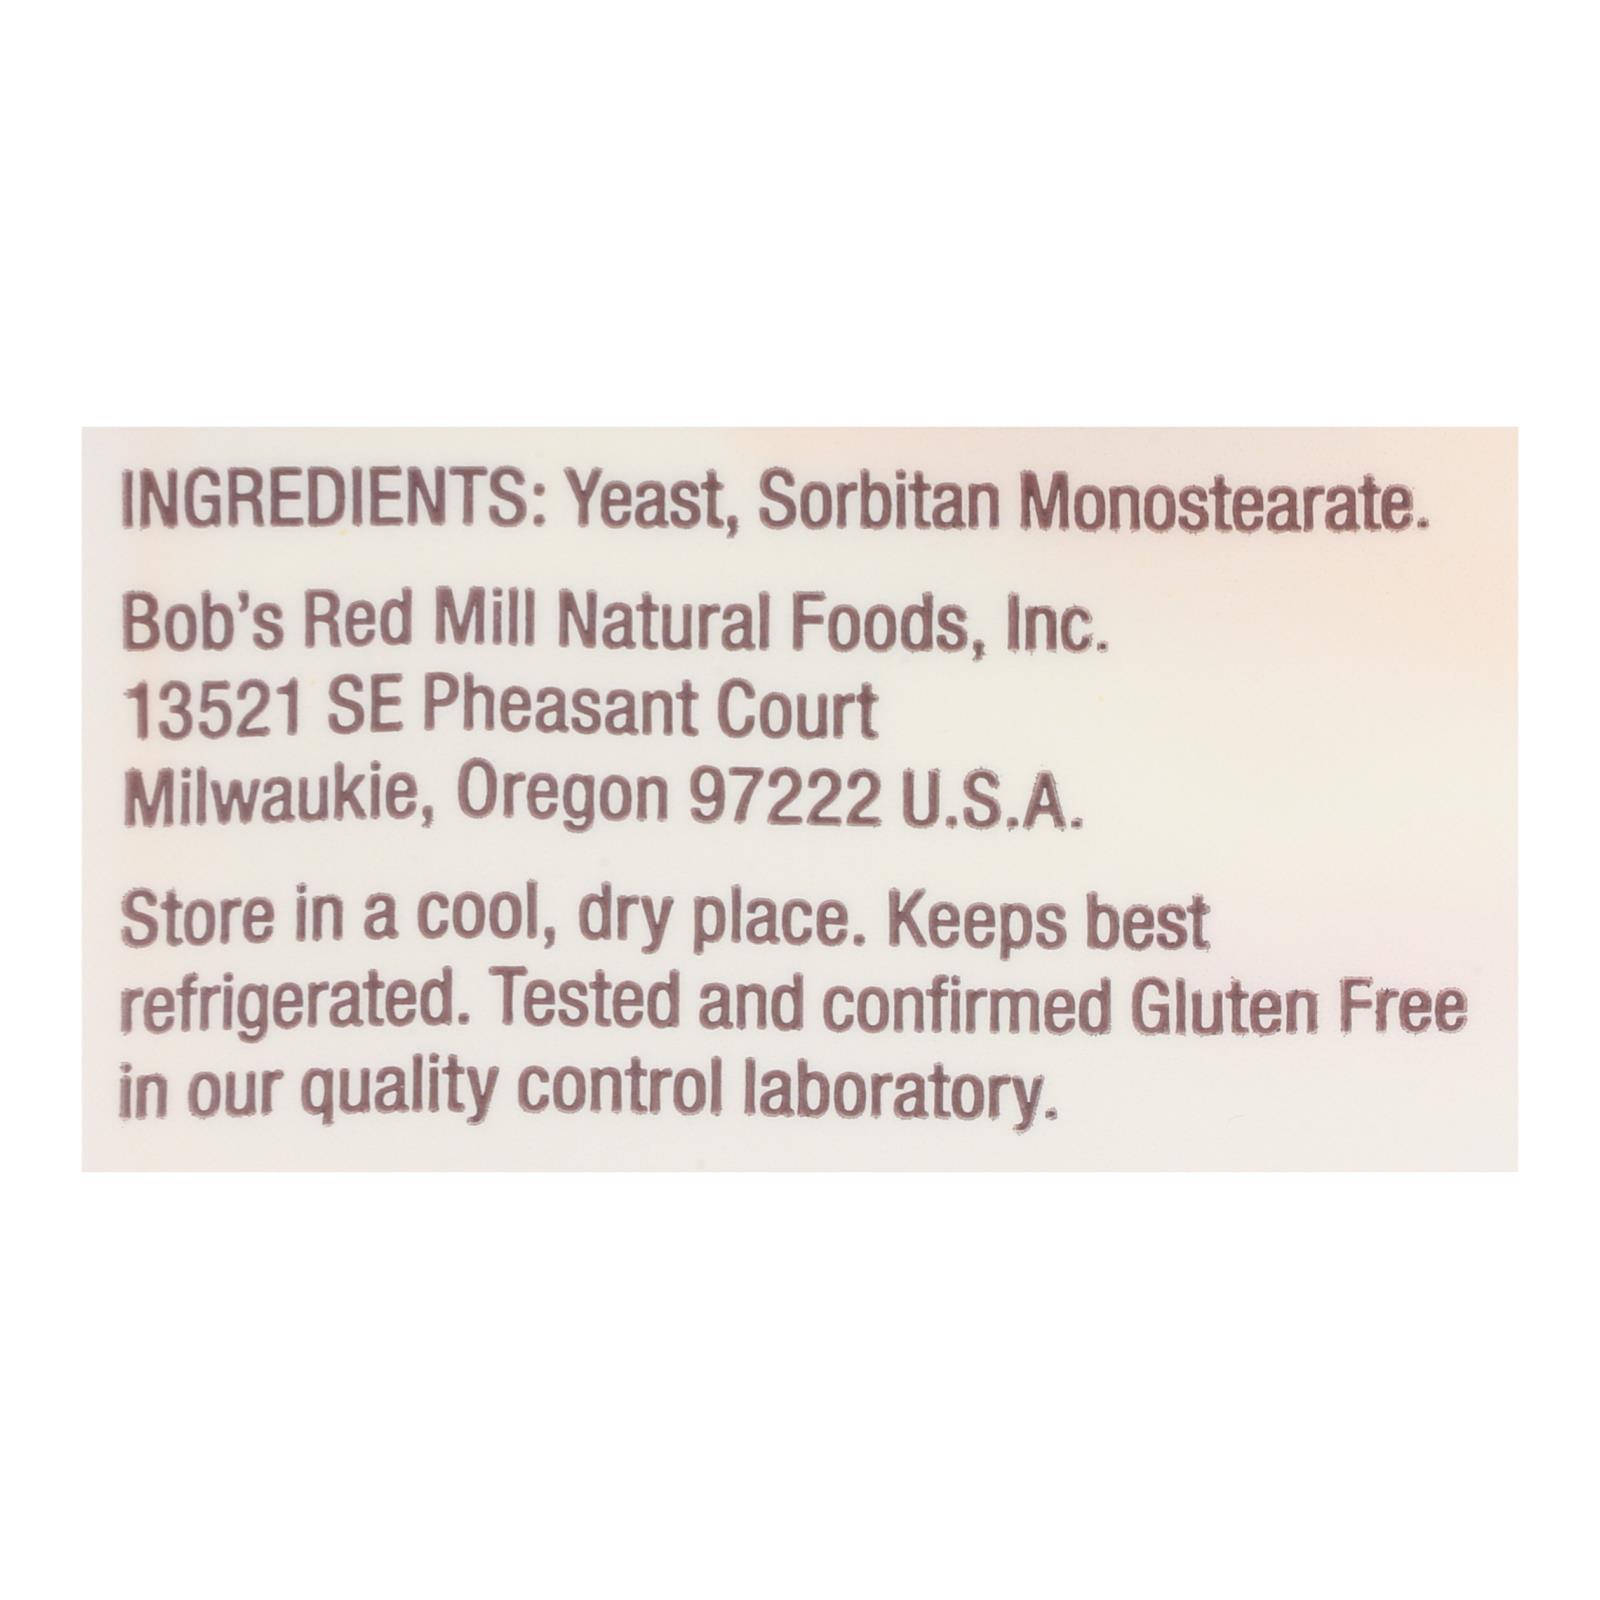 INGREDIENTS: Yeast, Sorbitan Monostearate.
Bob's Red Mill Natural Foods, Inc.
13521 SE Pheasant Court
Milwaukie, Oregon 97222 U.S.A.
Store in a cool, dry place. Keeps best
refrigerated. Tested and confirmed Gluten Free
in our quality control laboratory.